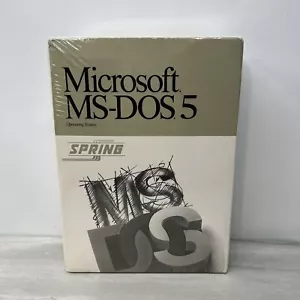 Microsoft
MS-DOS 5
Operating System
SPRING
MS
DOS